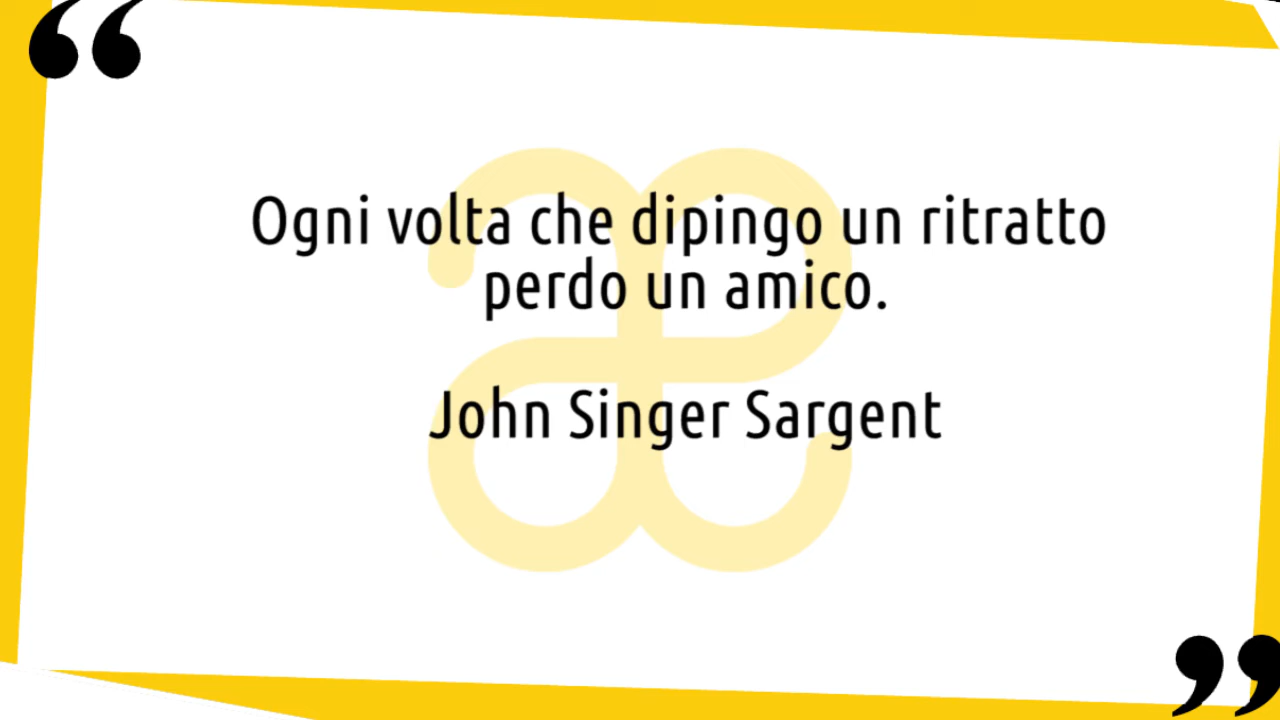 “
Ogni volta che dipingo un ritratto
perdo un amico.
John Singer Sargent
”